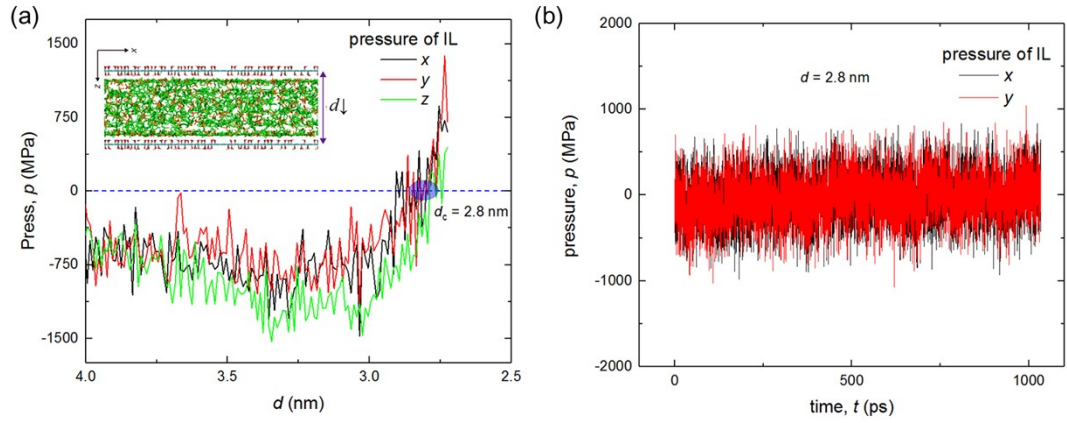 (a)
pressure of IL
x
y
z
x
z
d↓
d_c = 2.8 nm
Press, p (MPa)
1500
750
0
-750
-1500
4.0
3.5
3.0
2.5
d (nm)
(b)
pressure of IL
d = 2.8 nm
x
y
pressure, p (MPa)
2000
1000
0
-1000
-2000
0
500
1000
time, t (ps)